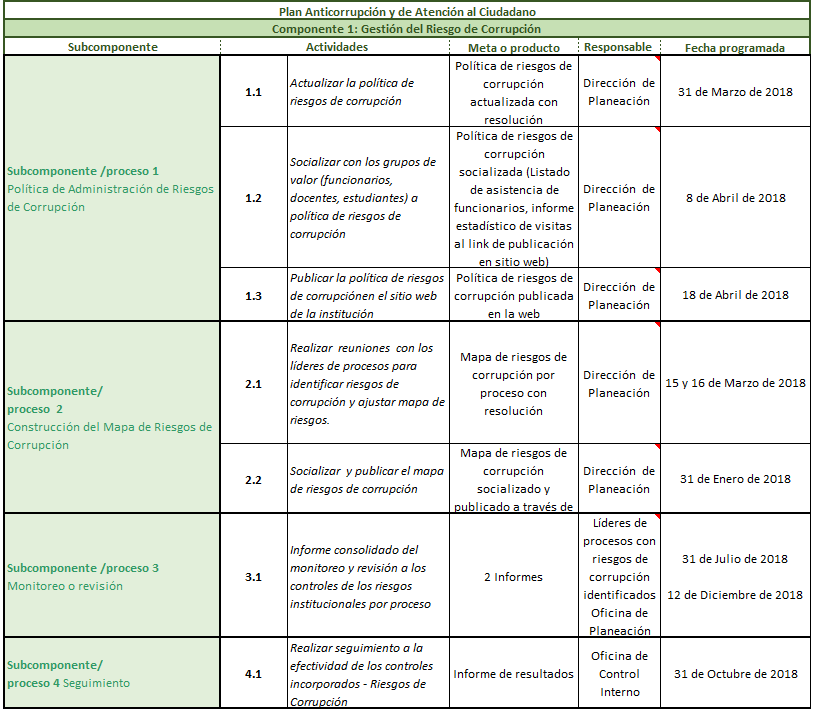 Plan Anticorrupción y de Atención al Ciudadano
Componente 1: Gestión del Riesgo de Corrupción
Subcomponente
Actividades
Meta o producto
Responsable
Fecha programada
Subcomponente /proceso 1
Política de Administración de Riesgos
de Corrupción
1.1
Actualizar la política de
riesgos de corrupción
Política de riesgos de
corrupción
actualizada con
resolución
Dirección de
Planeación
31 de Marzo de 2018
1.2
Socializar con los grupos de
valor (funcionarios,
docentes, estudiantes) a
política de riesgos de
corrupción
Política de riesgos de
corrupción
socializada (Listado
de asistencia de
funcionarios, informe
estadístico de visitas
al link de publicación
en sitio web)
Dirección de
Planeación
8 de Abril de 2018
1.3
Publicar la política de riesgos
de corrupciónen el sitio web
de la institución
Política de riesgos de
corrupción publicada
en la web
Dirección de
Planeación
18 de Abril de 2018
Subcomponente/
proceso 2
Construcción del Mapa de Riesgos de
Corrupción
2.1
Realizar reuniones con los
líderes de procesos para
identificar riesgos de
corrupción y ajustar mapa de
riesgos.
Mapa de riesgos de
corrupción por
proceso con
resolución
Dirección de
Planeación
15 y 16 de Marzo de 2018
2.2
Socializar y publicar el mapa
de riesgos de corrupción
Mapa de riesgos de
corrupción
socializado y
publicado a través de
Dirección de
Planeación
31 de Enero de 2018
Subcomponente /proceso 3
Monitoreo o revisión
3.1
Informe consolidado del
monitoreo y revisión a los
controles de los riesgos
institucionales por proceso
2 Informes
Líderes de
procesos con
riesgos de
corrupción
identificados
Oficina de
Planeación
31 de Julio de 2018
12 de Diciembre de 2018
Subcomponente/
proceso 4 Seguimiento
4.1
Realizar seguimiento a la
efectividad de los controles
incorporados - Riesgos de
Corrupción
Informe de resultados
Oficina de
Control
Interno
31 de Octubre de 2018